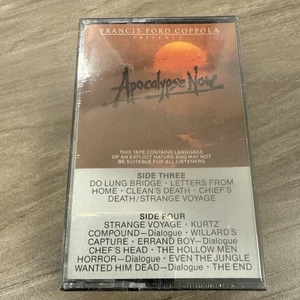 FRANCIS FORD COPPOLA
PRESENTS
Apocalypse Now
THIS TAPE CONTAINS LANGUAGE
OF AN EXPLICIT NATURE AND MAY NOT
BE SUITABLE FOR ALL LISTENERS
SIDE THREE
DO LUNG BRIDGE • LETTERS FROM
HOME • CLEAN'S DEATH • CHIEF'S
DEATH/STRANGE VOYAGE
SIDE FOUR
STRANGE VOYAGE • KURTZ
COMPOUND—Dialogue • WILLARD'S
CAPTURE • ERRAND BOY—Dialogue
CHEF'S HEAD • THE HOLLOW MEN
HORROR—Dialogue • EVEN THE JUNGLE
WANTED HIM DEAD—Dialogue • THE END